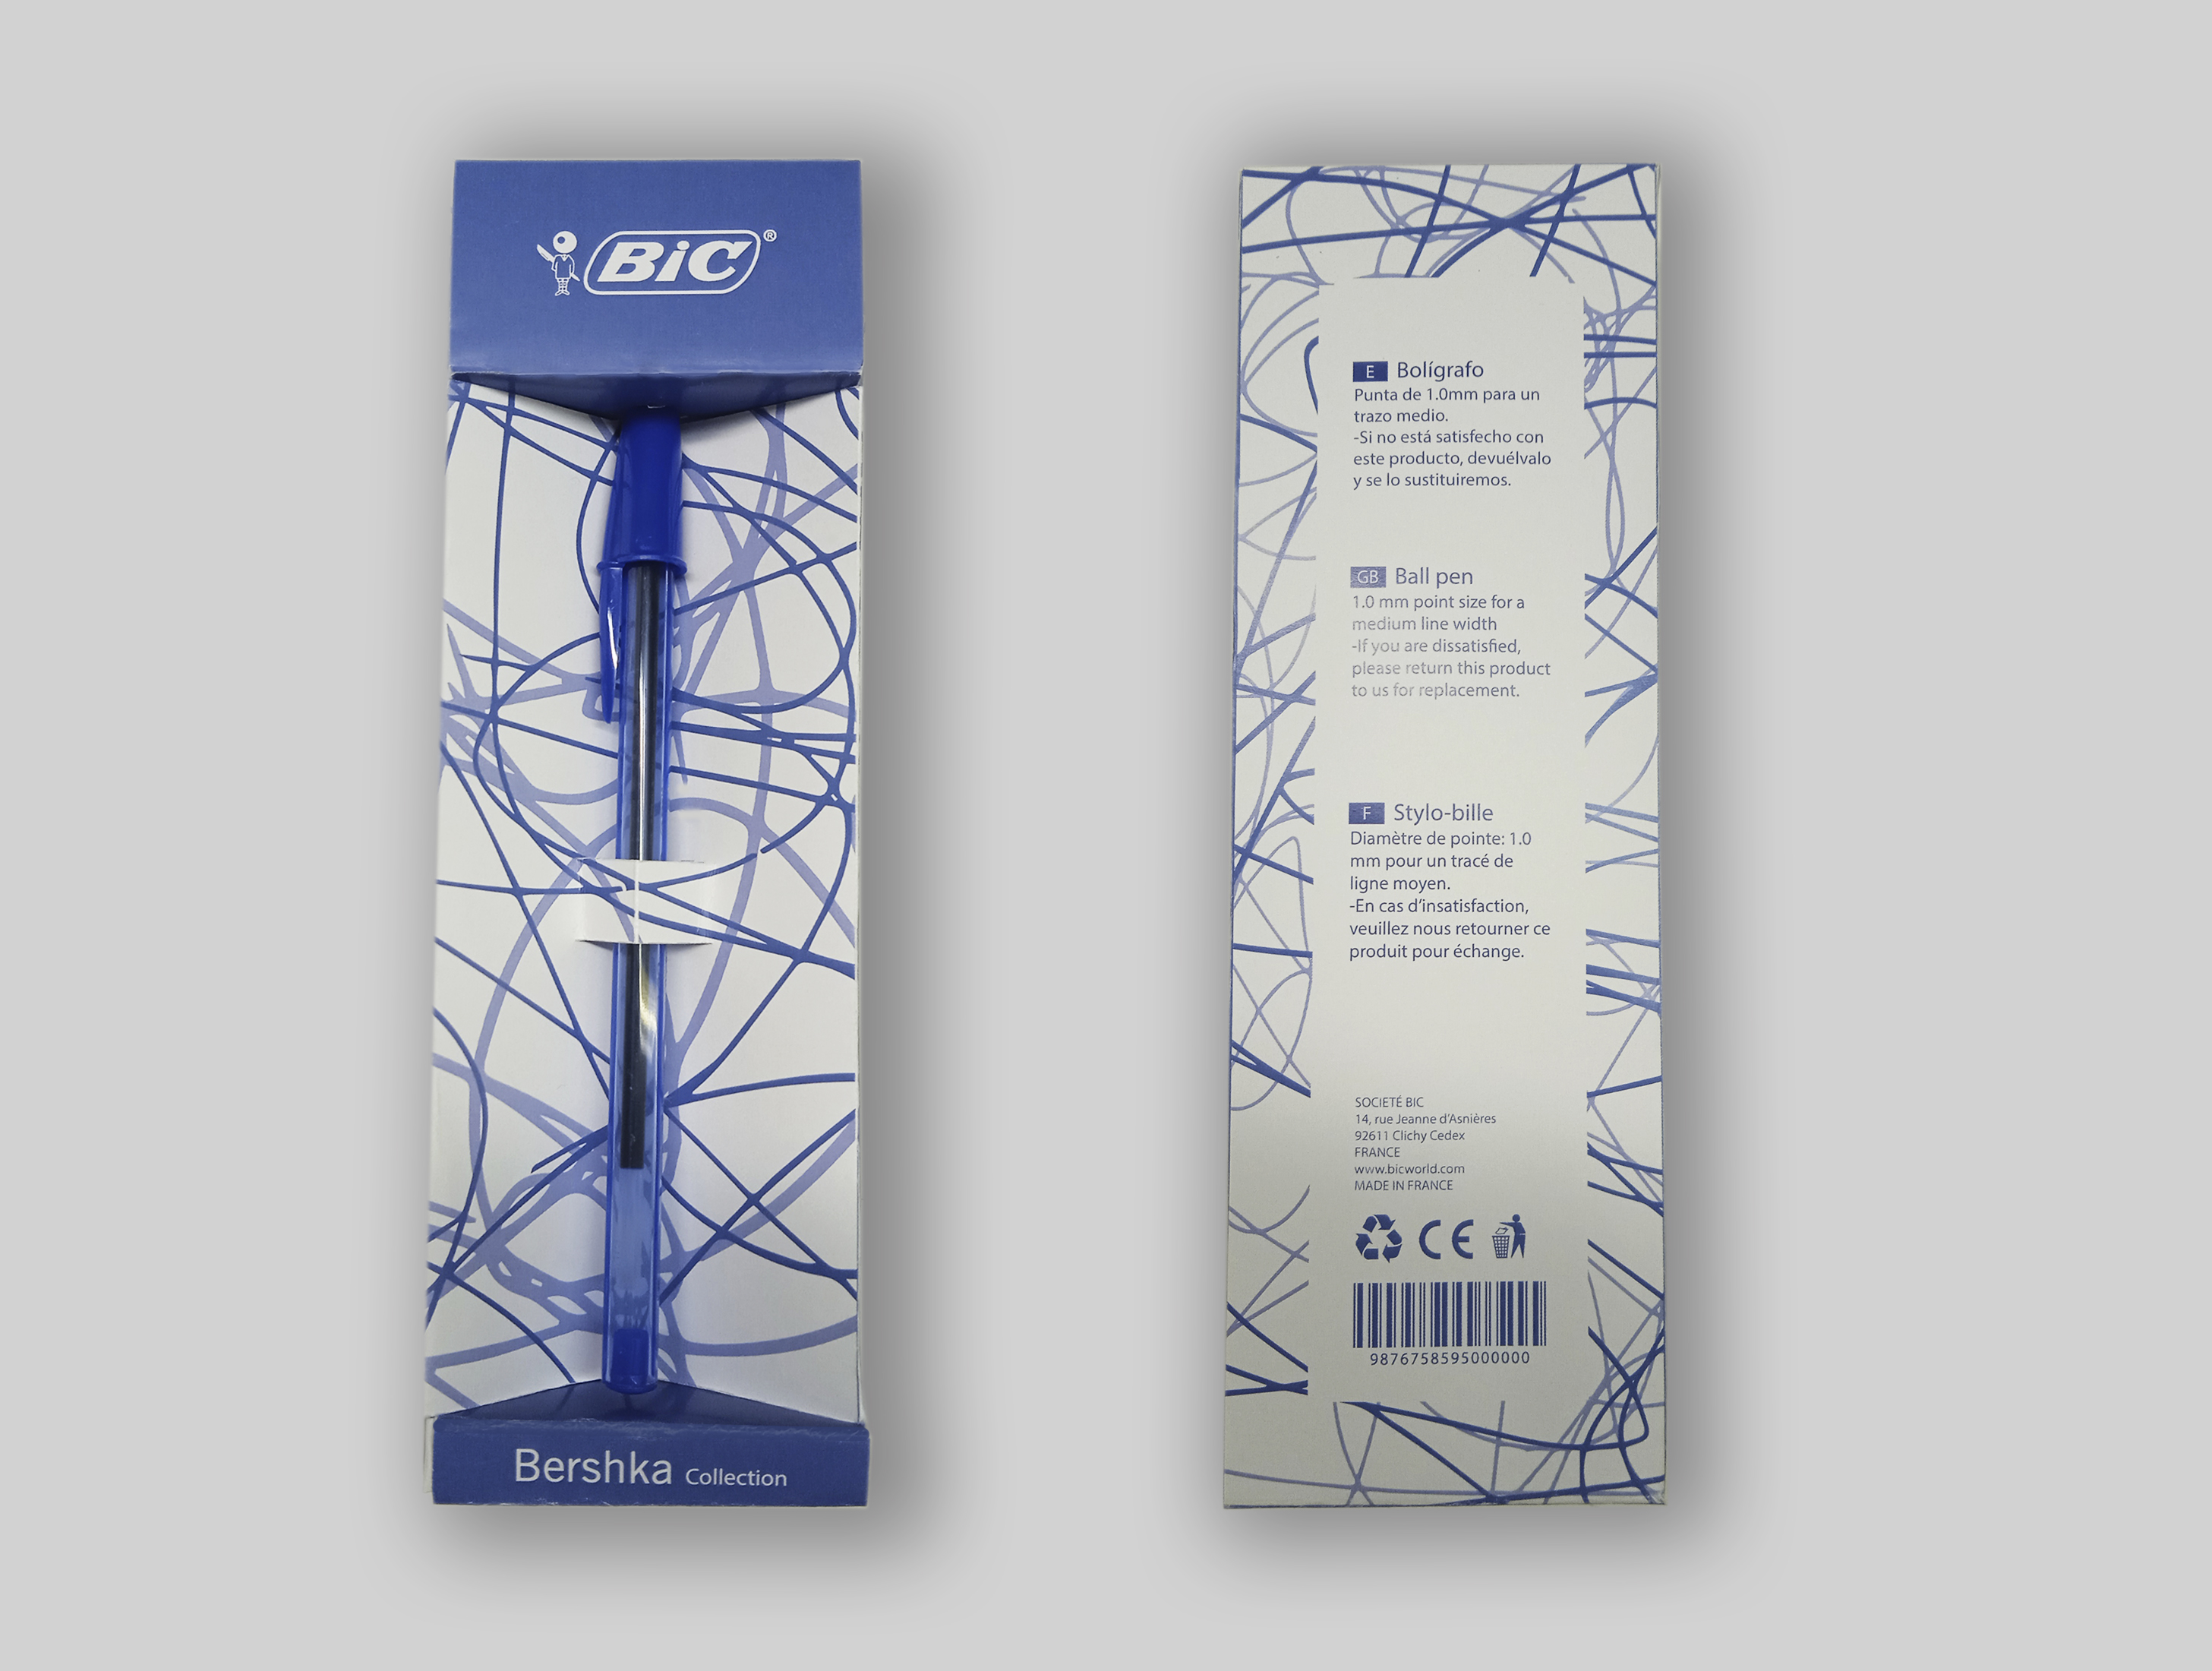 BiC®
Bershka Collection
E Bolígrafo
Punta de 1.0mm para un
trazo medio.
-Si no está satisfecho con
este producto, devuélvalo
y se lo sustituiremos.
GB Ball pen
1.0 mm point size for a
medium line width
-If you are dissatisfied,
please return this product
to us for replacement.
F Stylo-bille
Diamètre de pointe: 1.0
mm pour un tracé de
ligne moyen.
-En cas d'insatisfaction,
veuillez nous retourner ce
produit pour échange.
SOCIETÉ BIC
14, rue Jeanne d'Asnières
92611 Clichy Cedex
FRANCE
www.bicworld.com
MADE IN FRANCE
CE
9876758595000000